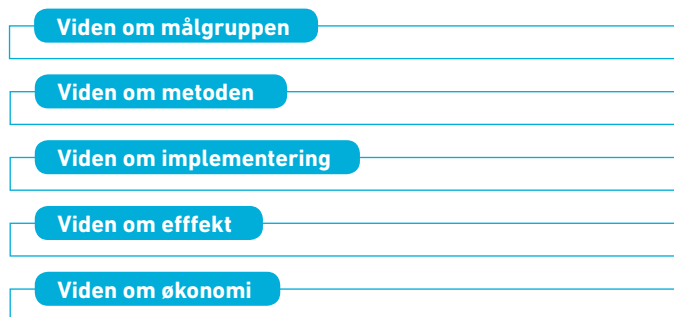 Viden om målgruppen
Viden om metoden
Viden om implementering
Viden om efffekt
Viden om økonomi